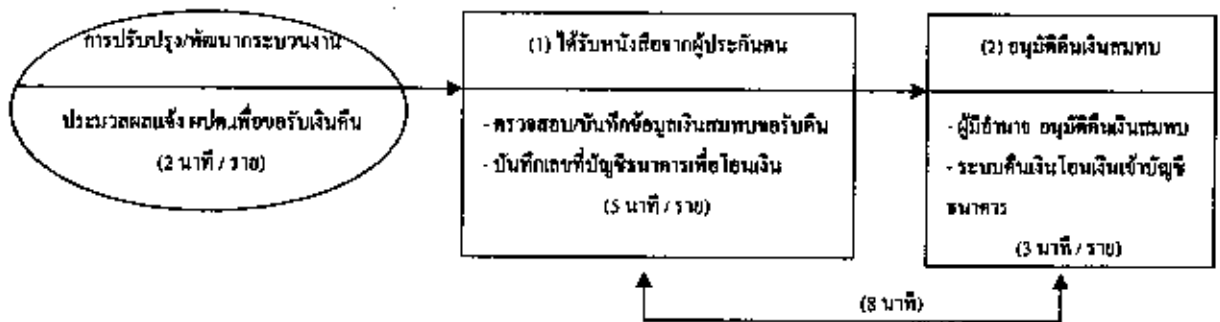 การปรับปรุง/พัฒนากระบวนงาน
ประมวลผลแจ้ง ผปต.เพื่อขอรับเงินคืน
(2 นาที / ราย)
(1) ได้รับหนังสือจากผู้ประกันตน
- ตรวจสอบ/บันทึกข้อมูลเงินสมทบขอรับคืน
- บันทึกเลขที่บัญชีธนาคารเพื่อโอนเงิน
(5 นาที / ราย)
(2) อนุมัติคืนเงินสมทบ
- ผู้มีอำนาจ อนุมัติคืนเงินสมทบ
- ระบบคืนเงินโอนเงินเข้าบัญชี
ธนาคาร
(3 นาที / ราย)
(8 นาที)